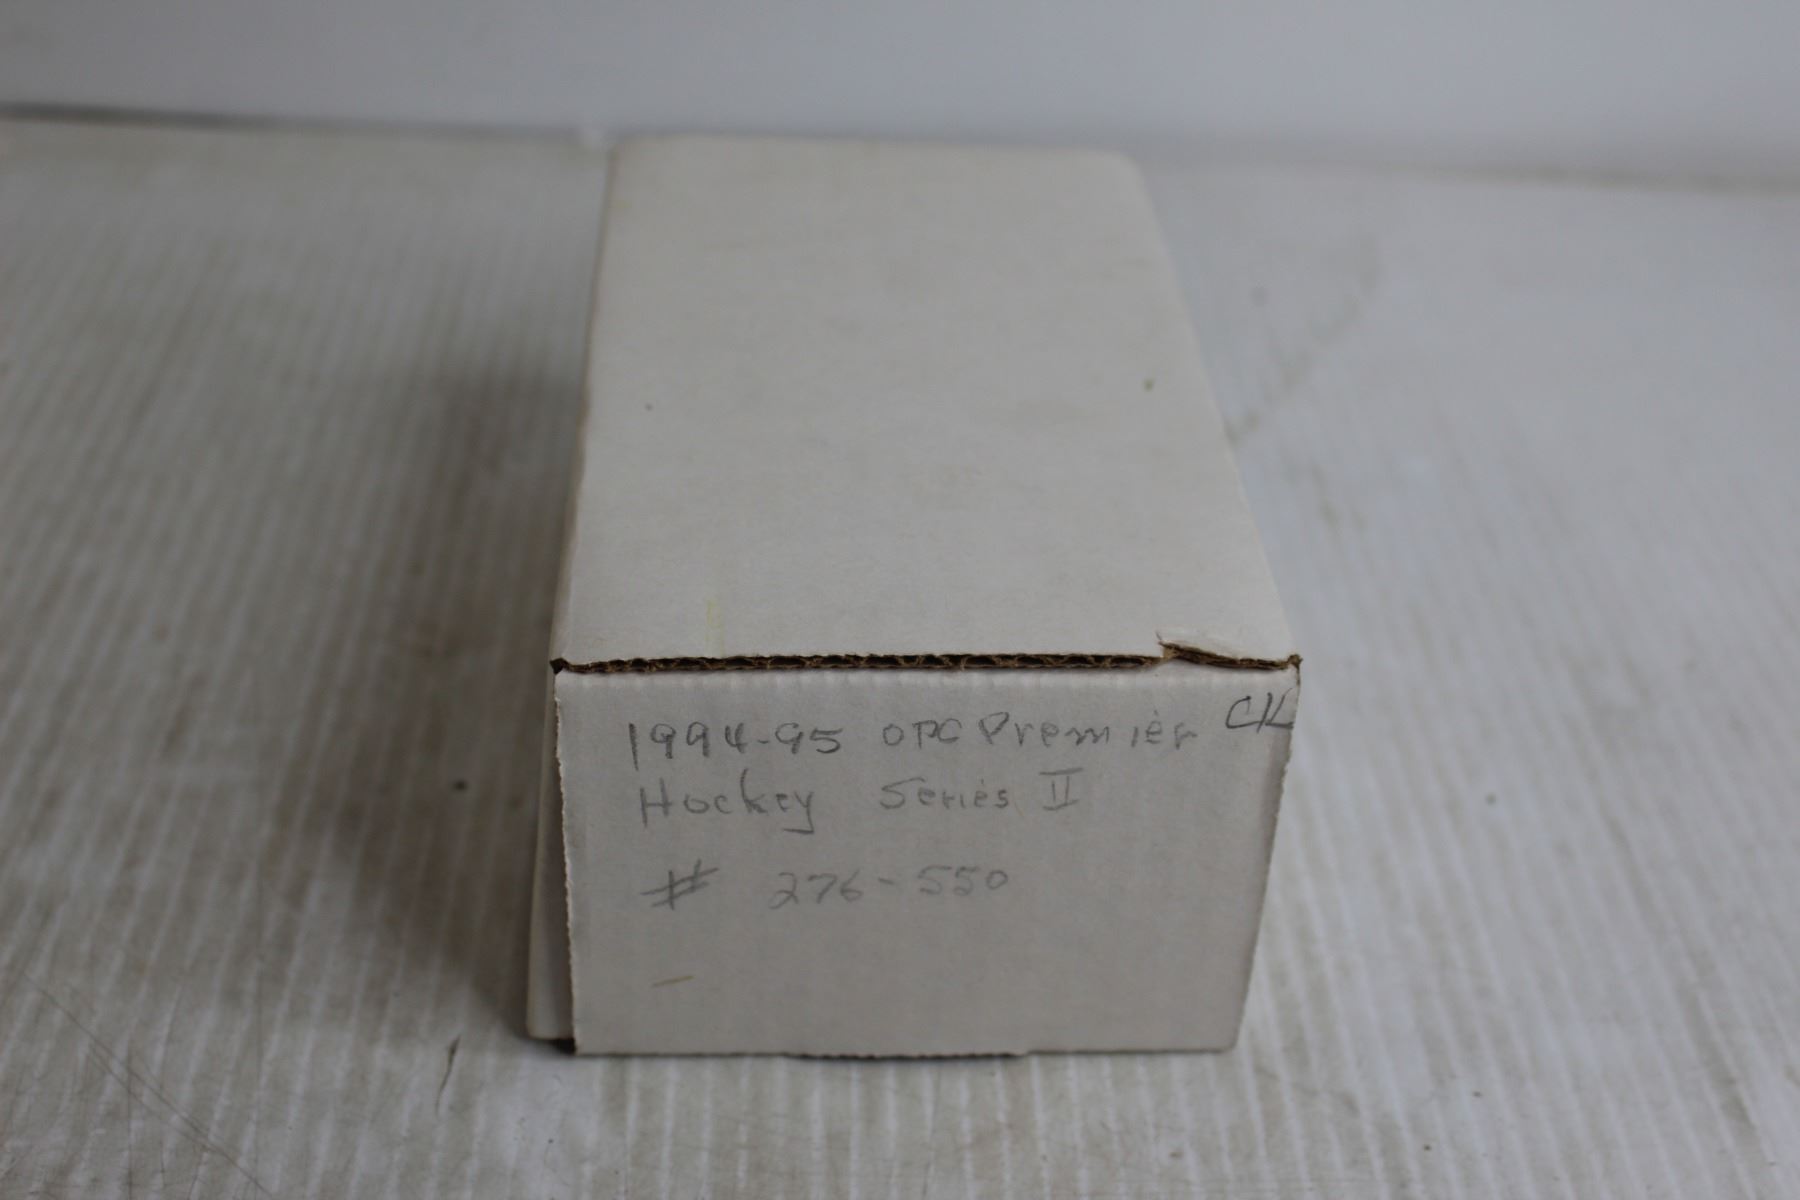 1994-95 OPC Premier CK
Hockey Series II
# 276-550